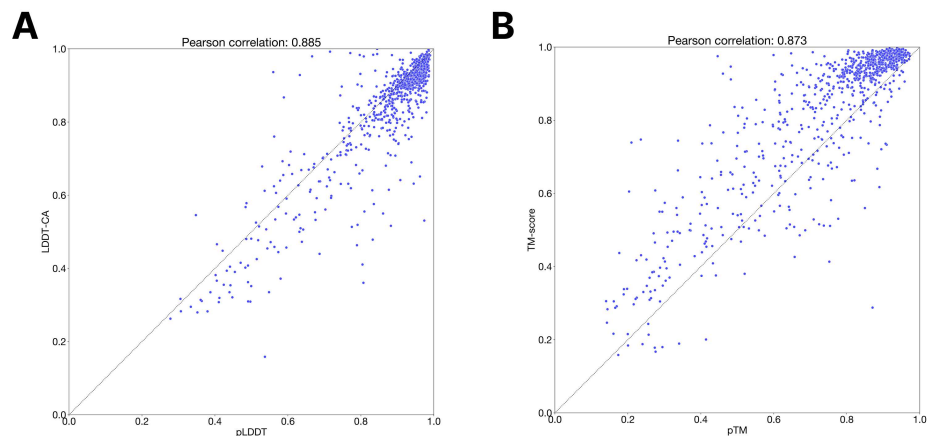 A
Pearson correlation: 0.885
1.0
0.8
0.6
0.4
0.2
0.0
LDDT-CA
0.0 0.2 0.4 0.6 0.8 1.0
pLDDT
B
Pearson correlation: 0.873
1.0
0.8
0.6
0.4
0.2
0.0
TM-score
0.0 0.2 0.4 0.6 0.8 1.0
pTM